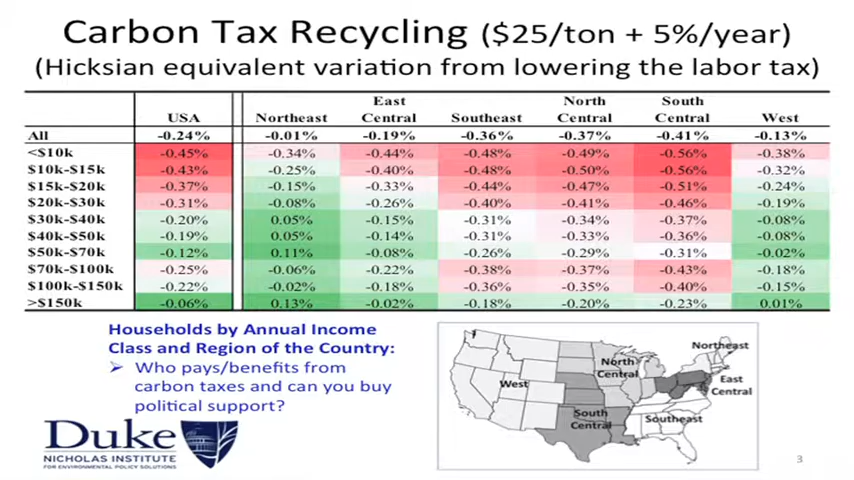 Carbon Tax Recycling ($25/ton + 5%/year)
(Hicksian equivalent variation from lowering the labor tax)
USA Northeast East Central Southeast North Central South Central West
All -0.24% -0.01% -0.19% -0.36% -0.37% -0.41% -0.13%
<$10k -0.45% -0.34% -0.44% -0.48% -0.49% -0.56% -0.38%
$10k-$15k -0.43% -0.25% -0.40% -0.48% -0.50% -0.56% -0.32%
$15k-$20k -0.37% -0.15% -0.33% -0.44% -0.47% -0.51% -0.24%
$20k-$30k -0.31% -0.08% -0.26% -0.40% -0.41% -0.46% -0.19%
$30k-$40k -0.20% 0.05% -0.15% -0.31% -0.34% -0.37% -0.08%
$40k-$50k -0.19% 0.05% -0.14% -0.31% -0.33% -0.36% -0.08%
$50k-$70k -0.12% 0.11% -0.08% -0.26% -0.29% -0.31% -0.02%
$70k-$100k -0.25% -0.06% -0.22% -0.38% -0.37% -0.43% -0.18%
$100k-$150k -0.22% -0.02% -0.18% -0.36% -0.35% -0.40% -0.15%
>$150k -0.06% 0.13% -0.02% -0.18% -0.20% -0.23% 0.01%
Households by Annual Income
Class and Region of the Country:
➢ Who pays/benefits from
carbon taxes and can you buy
political support?
Northeast
North
Central
East
Central
West
South
Central
Southeast
Duke
NICHOLAS INSTITUTE
FOR ENVIRONMENTAL POLICY SOLUTIONS
3